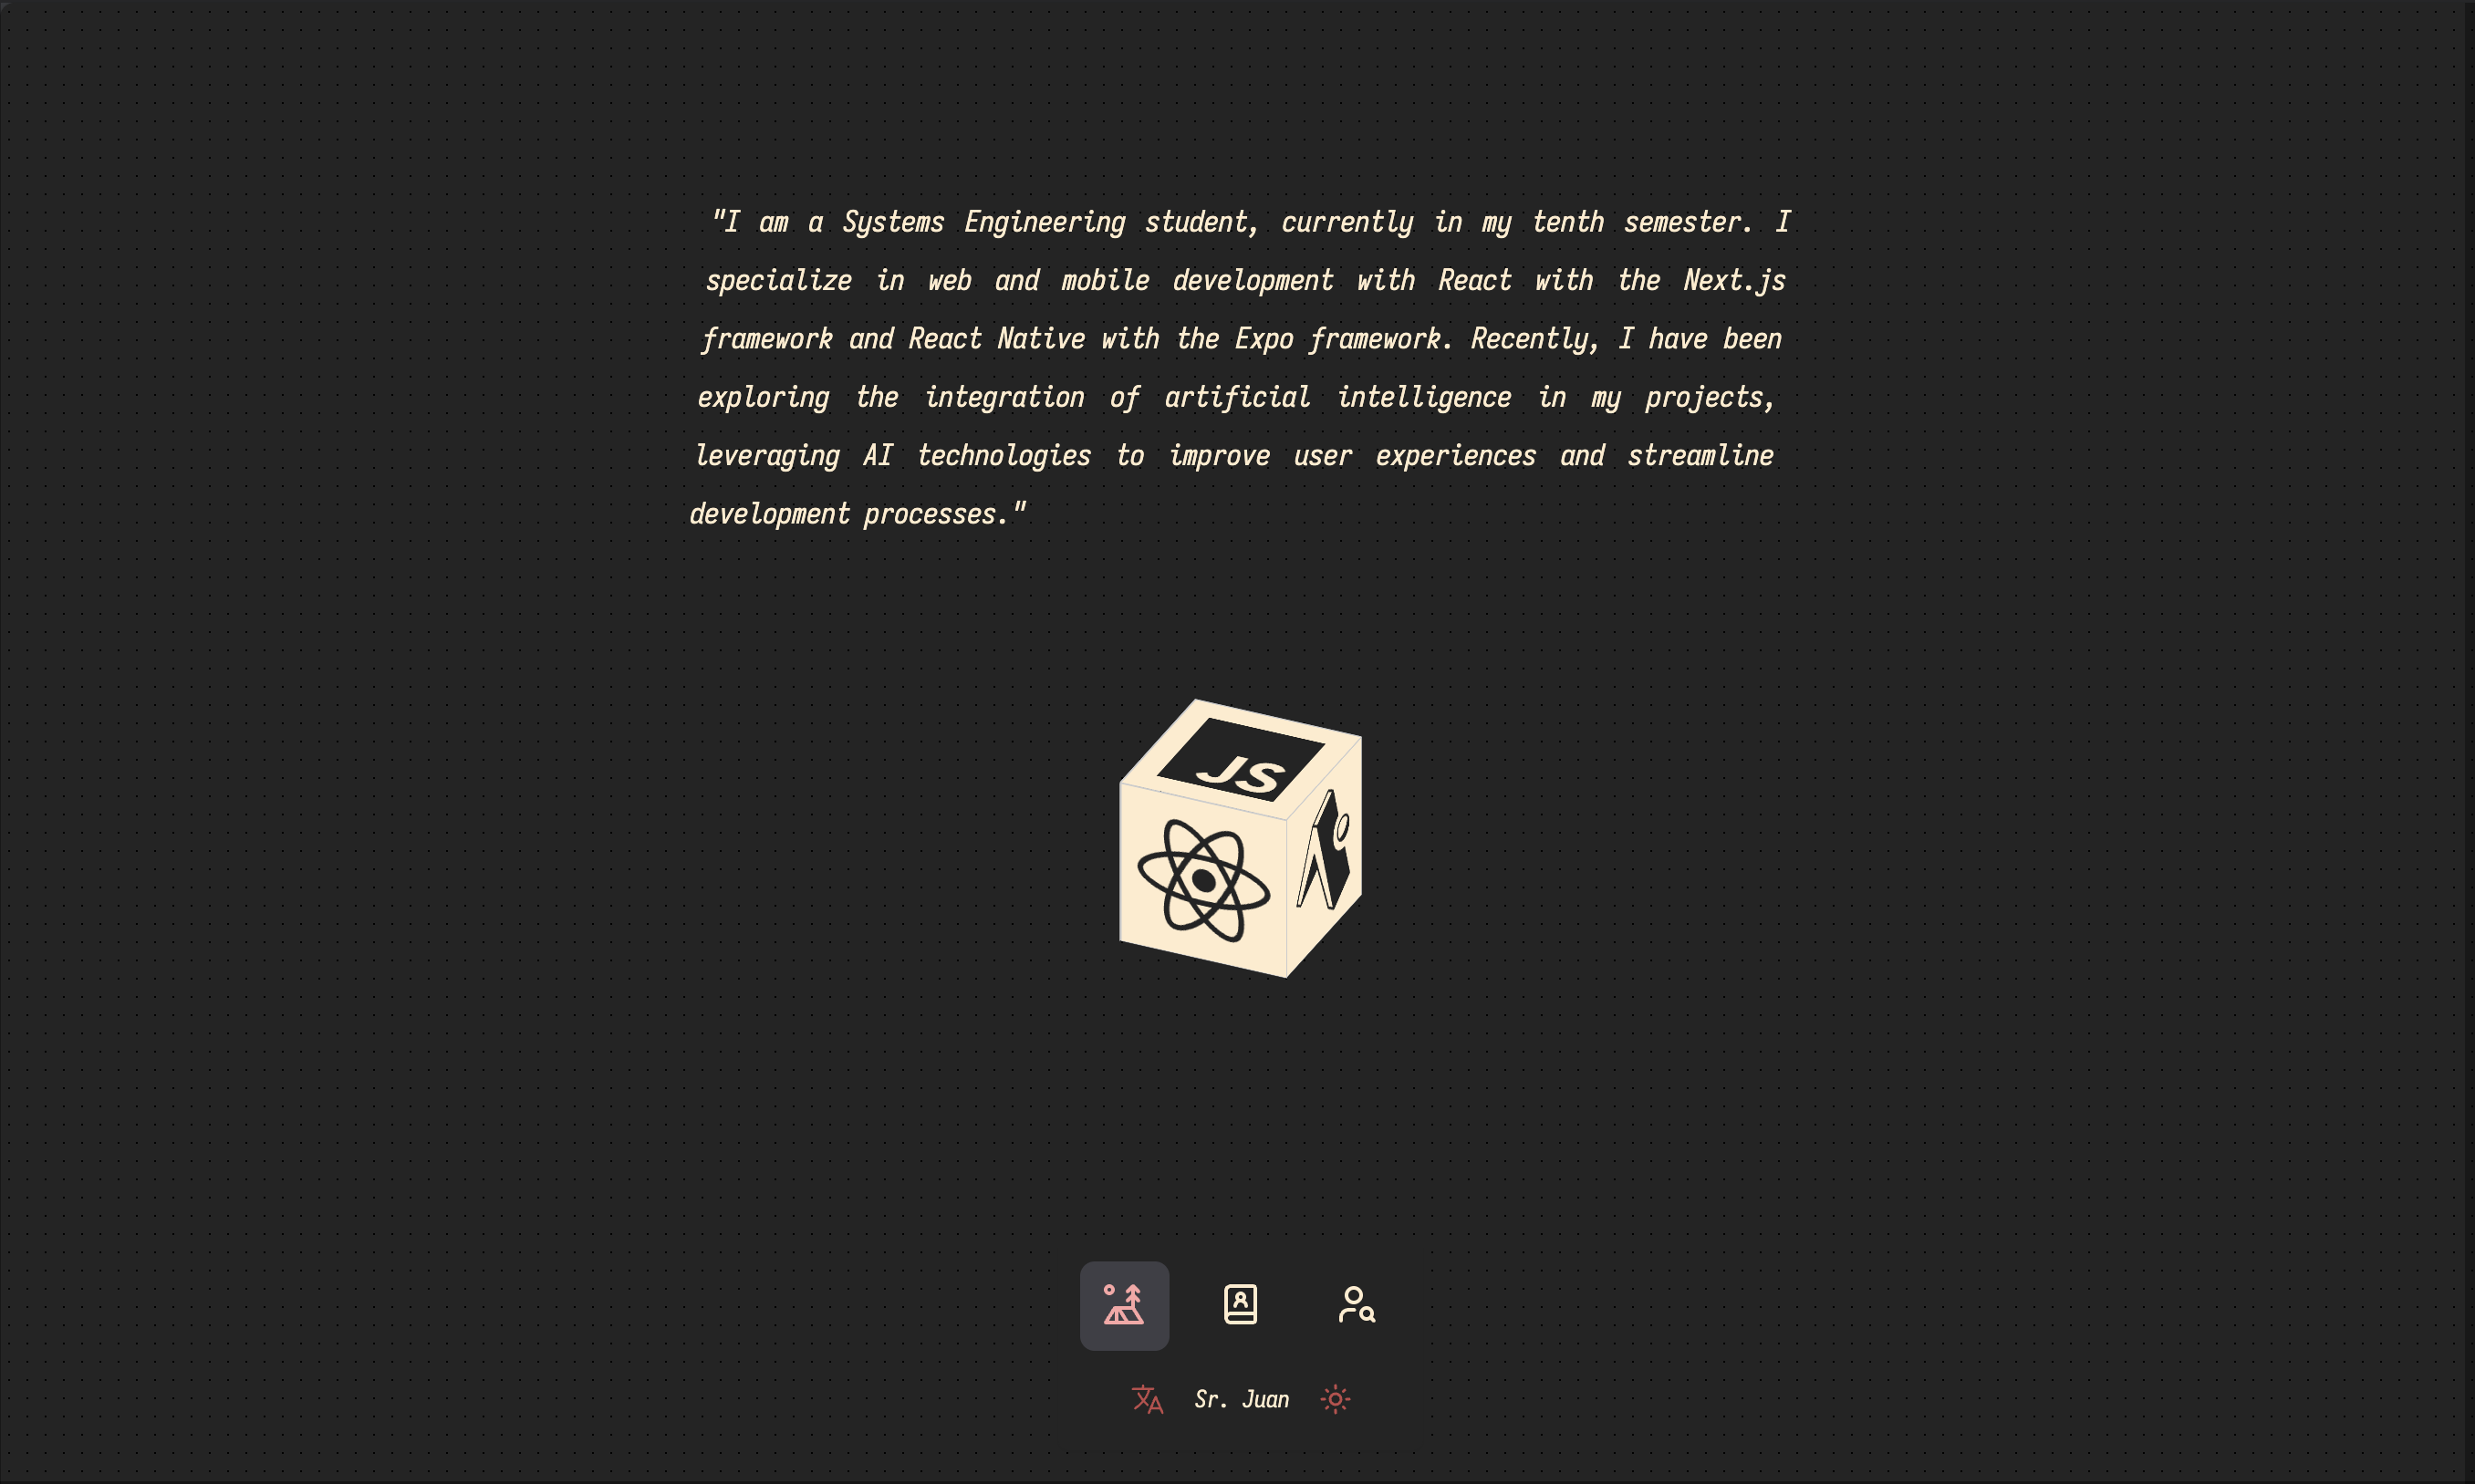 "I am a Systems Engineering student, currently in my tenth semester. I
specialize in web and mobile development with React with the Next.js
framework and React Native with the Expo framework. Recently, I have been
exploring the integration of artificial intelligence in my projects,
leveraging AI technologies to improve user experiences and streamline
development processes."
JS
Sr. Juan